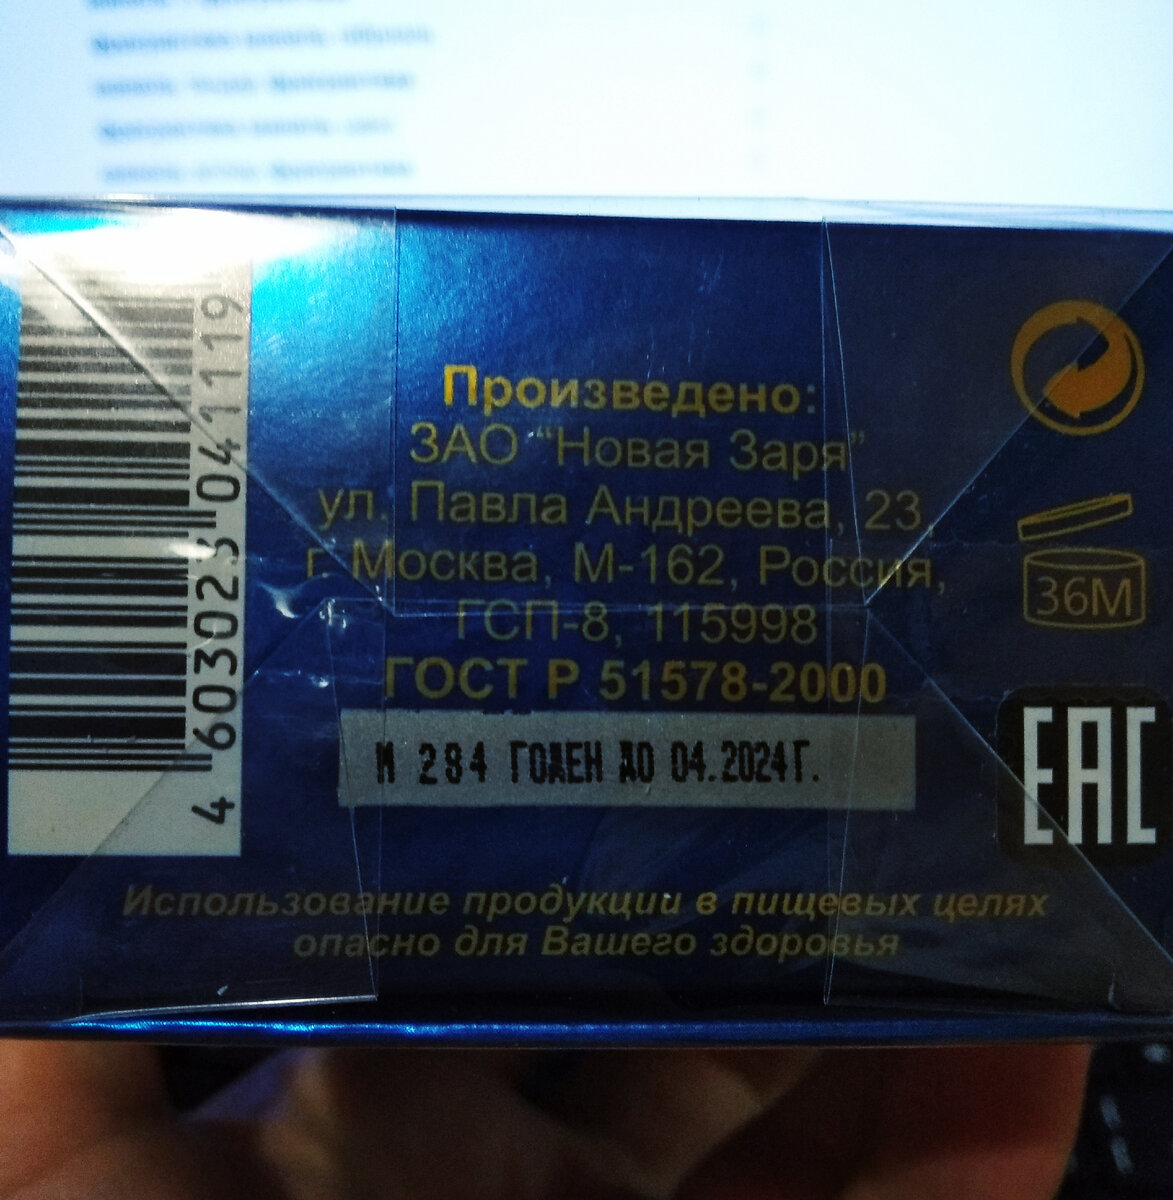 4 603023 041119
Произведено:
ЗАО “Новая Заря”
ул. Павла Андреева, 23,
г. Москва, М-162, Россия,
ГСП-8, 115998
ГОСТ Р 51578-2000
И 284 ГОДЕН ДО 04.2024Г.
36M
EAC
Использование продукции в пищевых целях
опасно для Вашего здоровья